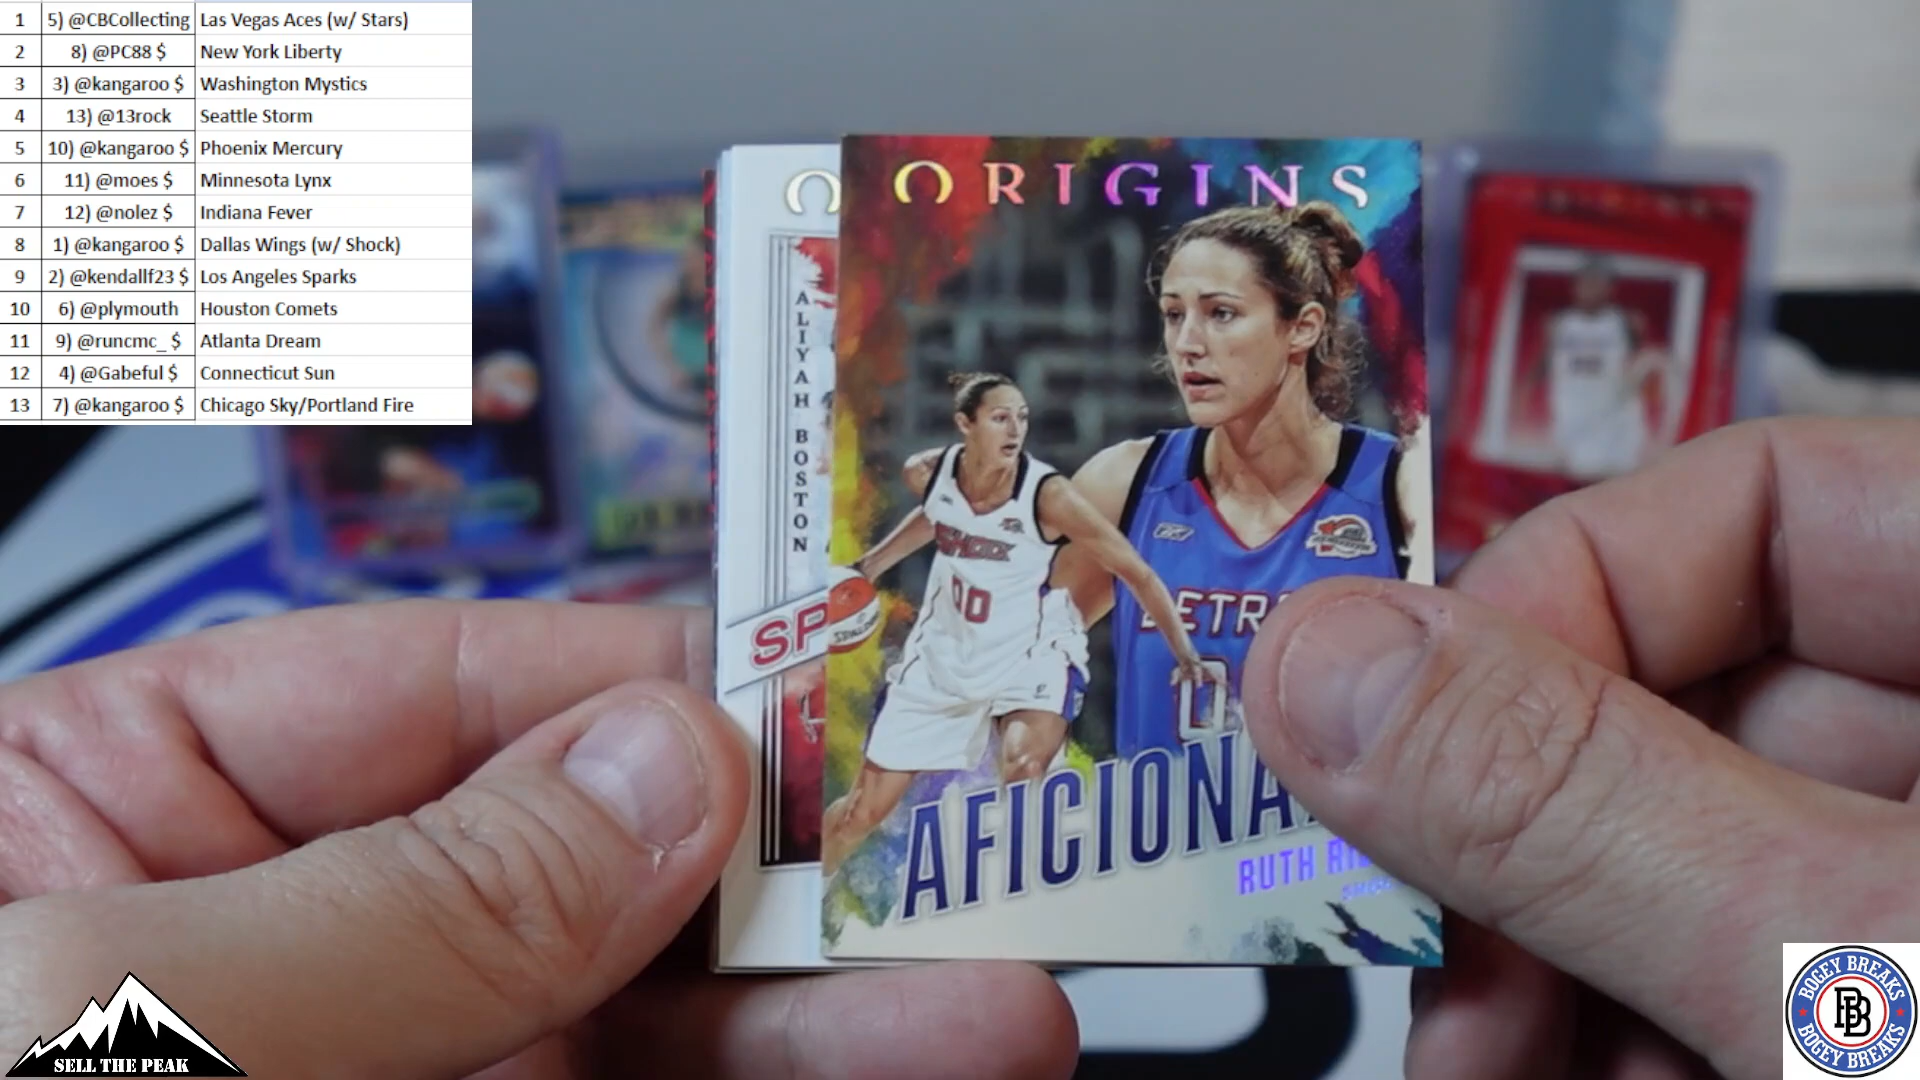 1 5) @CBCollecting Las Vegas Aces (w/ Stars)
2 8) @PC88 $ New York Liberty
3 3) @kangaroo $ Washington Mystics
4 13) @13rock Seattle Storm
5 10) @kangaroo $ Phoenix Mercury
6 11) @moes $ Minnesota Lynx
7 12) @nolez $ Indiana Fever
8 1) @kangaroo $ Dallas Wings (w/ Shock)
9 2) @kendallf23 $ Los Angeles Sparks
10 6) @plymouth Houston Comets
11 9) @runcmc_ $ Atlanta Dream
12 4) @Gabeful $ Connecticut Sun
13 7) @kangaroo $ Chicago Sky/Portland Fire
O
ORIGINS
ALIYAH BOSTON
SP
SHOCK
00
DETR
0
AFICIONA
RUTH
SELL THE PEAK
BOGEY BREAKS
BB
BOGEY BREAKS